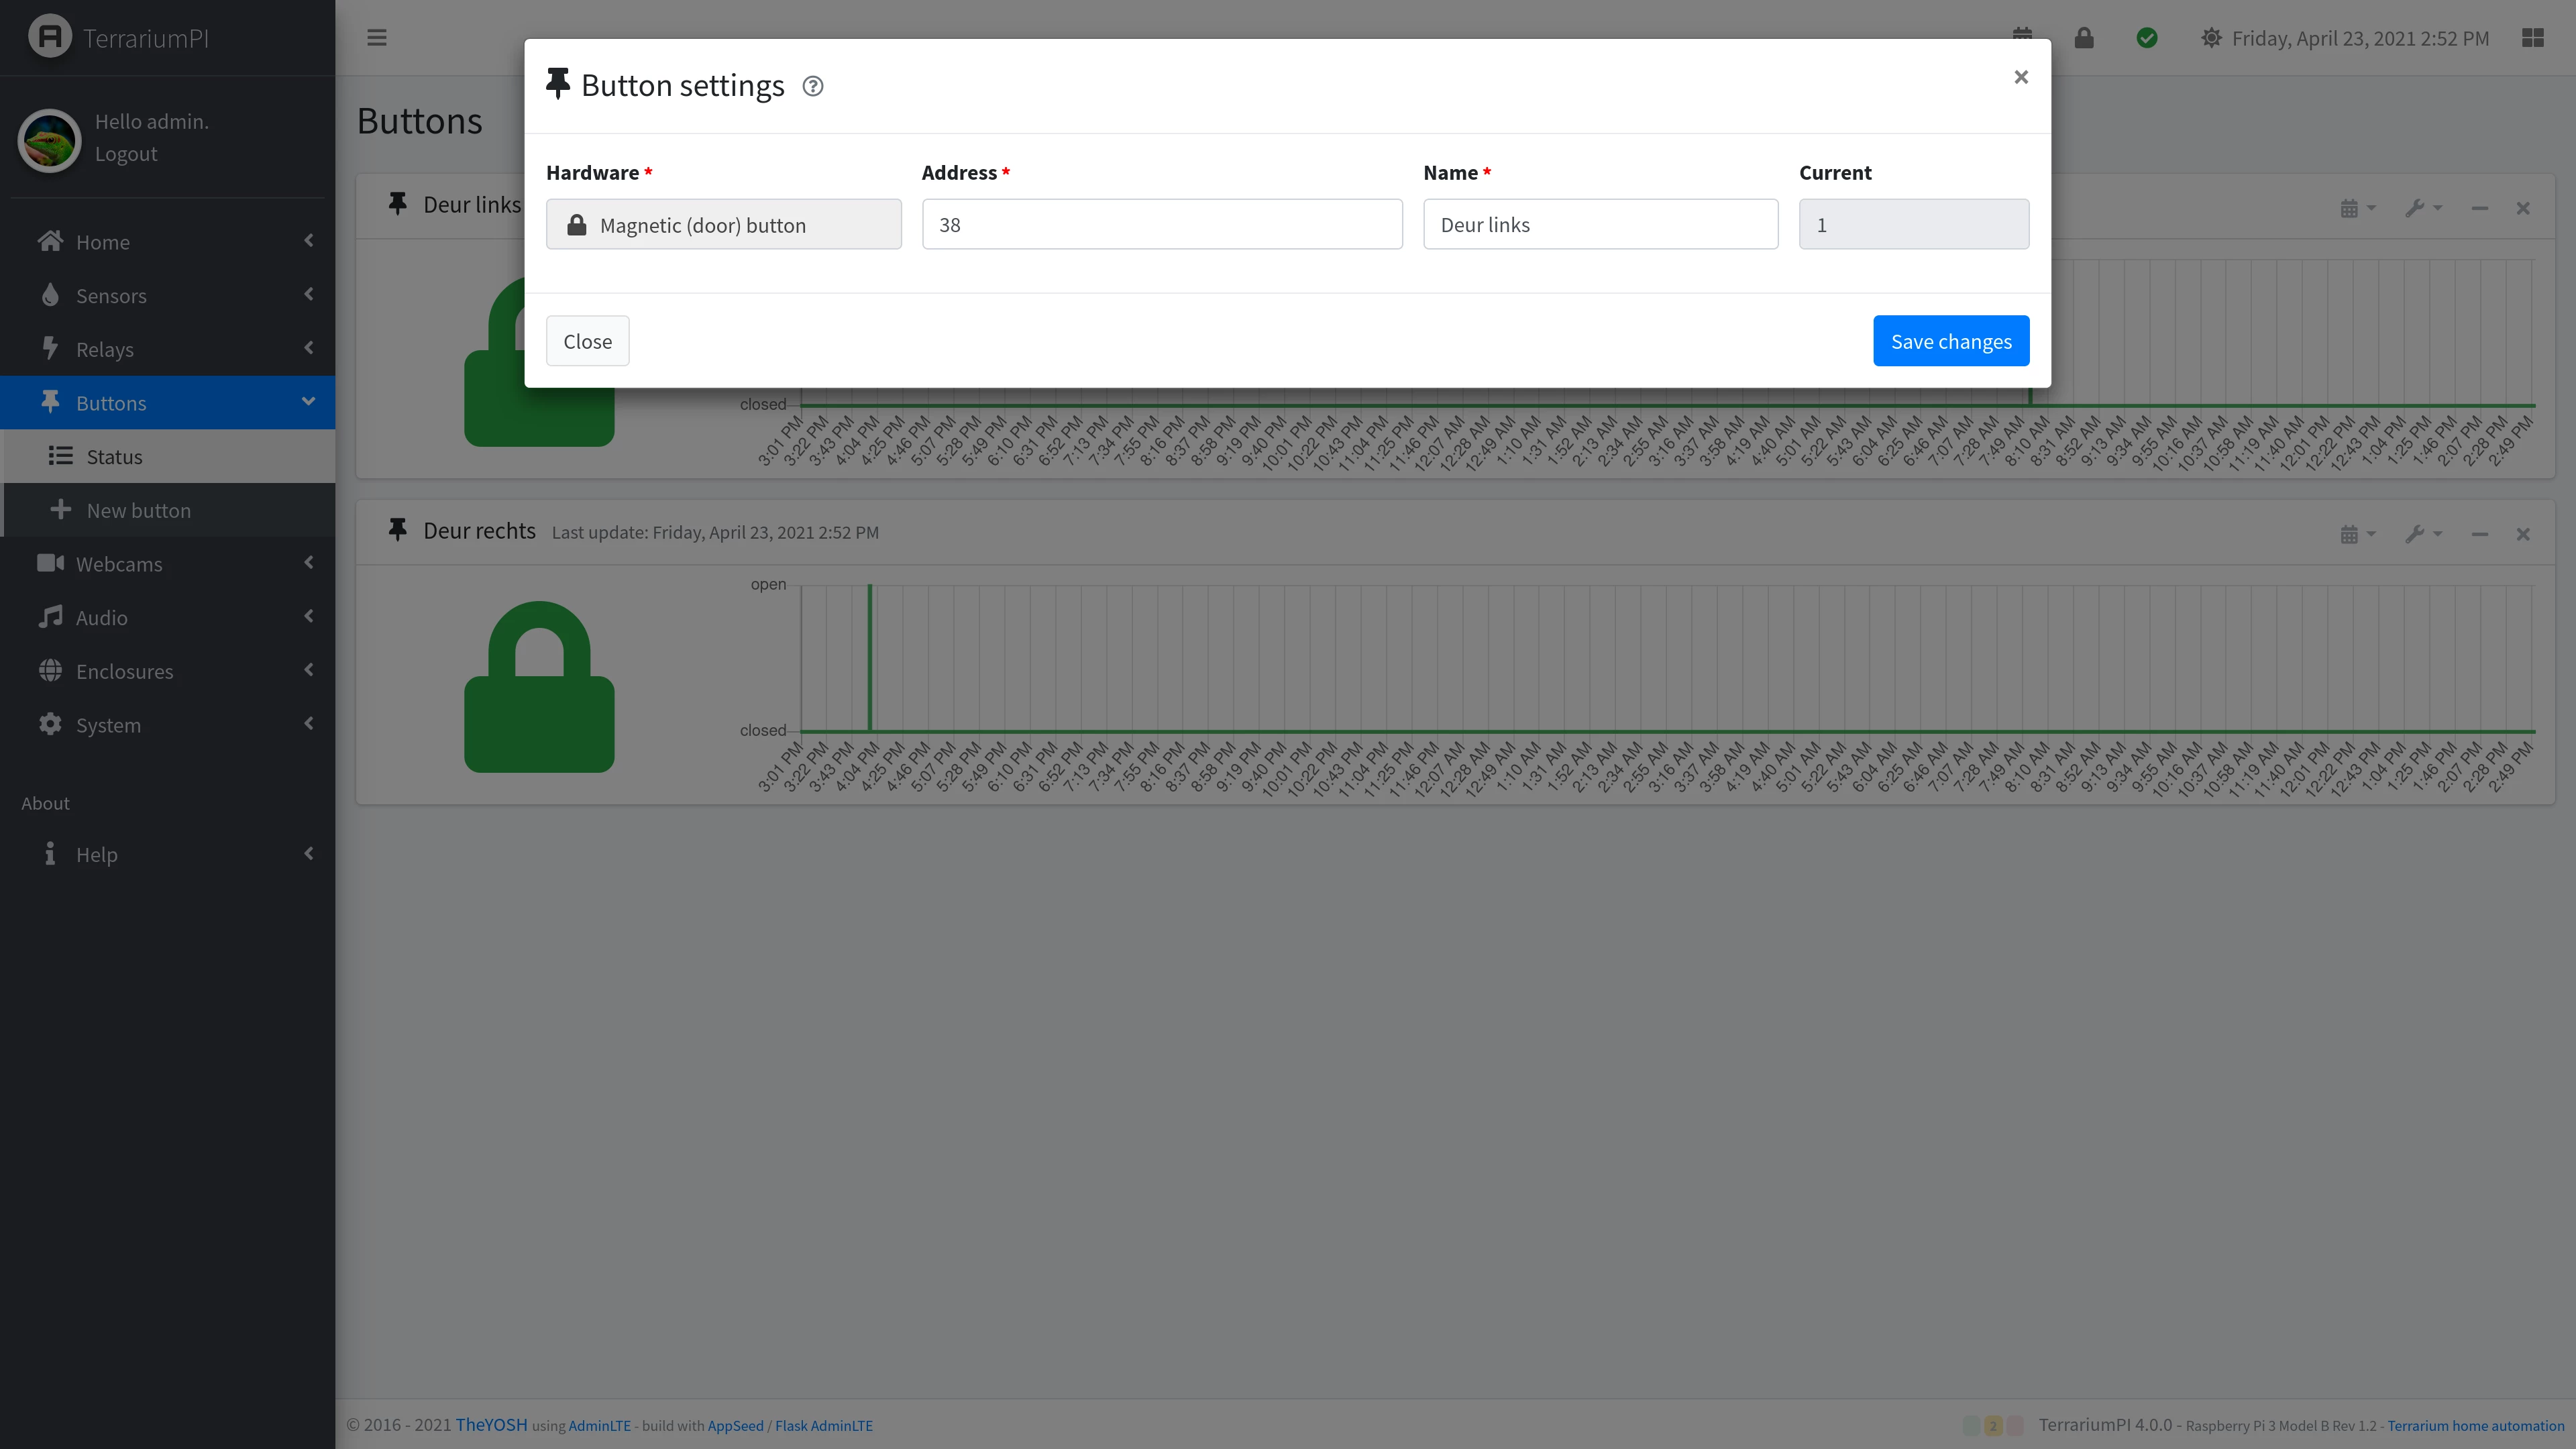 TerrariumPI
Friday, April 23, 2021 2:52 PM
Hello admin.
Logout
Home
Sensors
Relays
Buttons
Status
New button
Webcams
Audio
Enclosures
System
About
Help
Buttons
Button settings
×
Hardware * Address * Name * Current
Magnetic (door) button 38 Deur links 1
Close Save changes
Deur links
closed
3:01 PM 3:22 PM 3:43 PM 4:04 PM 4:25 PM 4:46 PM 5:07 PM 5:28 PM 5:49 PM 6:10 PM 6:31 PM 6:52 PM 7:13 PM 7:34 PM 7:55 PM 8:16 PM 8:37 PM 8:58 PM 9:19 PM 9:40 PM 10:01 PM 10:22 PM 10:43 PM 11:04 PM 11:25 PM 11:46 PM 12:07 AM 12:28 AM 12:49 AM 1:10 AM 1:31 AM 1:52 AM 2:13 AM 2:34 AM 2:55 AM 3:16 AM 3:37 AM 3:58 AM 4:19 AM 4:40 AM 5:01 AM 5:22 AM 5:43 AM 6:04 AM 6:25 AM 6:46 AM 7:07 AM 7:28 AM 7:49 AM 8:10 AM 8:31 AM 8:52 AM 9:13 AM 9:34 AM 9:55 AM 10:16 AM 10:37 AM 10:58 AM 11:19 AM 11:40 AM 12:01 PM 12:22 PM 12:43 PM 1:04 PM 1:25 PM 1:46 PM 2:07 PM 2:28 PM 2:49 PM
Deur rechts Last update: Friday, April 23, 2021 2:52 PM
open
closed
3:01 PM 3:22 PM 3:43 PM 4:04 PM 4:25 PM 4:46 PM 5:07 PM 5:28 PM 5:49 PM 6:10 PM 6:31 PM 6:52 PM 7:13 PM 7:34 PM 7:55 PM 8:16 PM 8:37 PM 8:58 PM 9:19 PM 9:40 PM 10:01 PM 10:22 PM 10:43 PM 11:04 PM 11:25 PM 11:46 PM 12:07 AM 12:28 AM 12:49 AM 1:10 AM 1:31 AM 1:52 AM 2:13 AM 2:34 AM 2:55 AM 3:16 AM 3:37 AM 3:58 AM 4:19 AM 4:40 AM 5:01 AM 5:22 AM 5:43 AM 6:04 AM 6:25 AM 6:46 AM 7:07 AM 7:28 AM 7:49 AM 8:10 AM 8:31 AM 8:52 AM 9:13 AM 9:34 AM 9:55 AM 10:16 AM 10:37 AM 10:58 AM 11:19 AM 11:40 AM 12:01 PM 12:22 PM 12:43 PM 1:04 PM 1:25 PM 1:46 PM 2:07 PM 2:28 PM 2:49 PM
© 2016 - 2021 TheYOSH using AdminLTE - build with AppSeed / Flask AdminLTE
2 TerrariumPI 4.0.0 - Raspberry Pi 3 Model B Rev 1.2 - Terrarium home automation